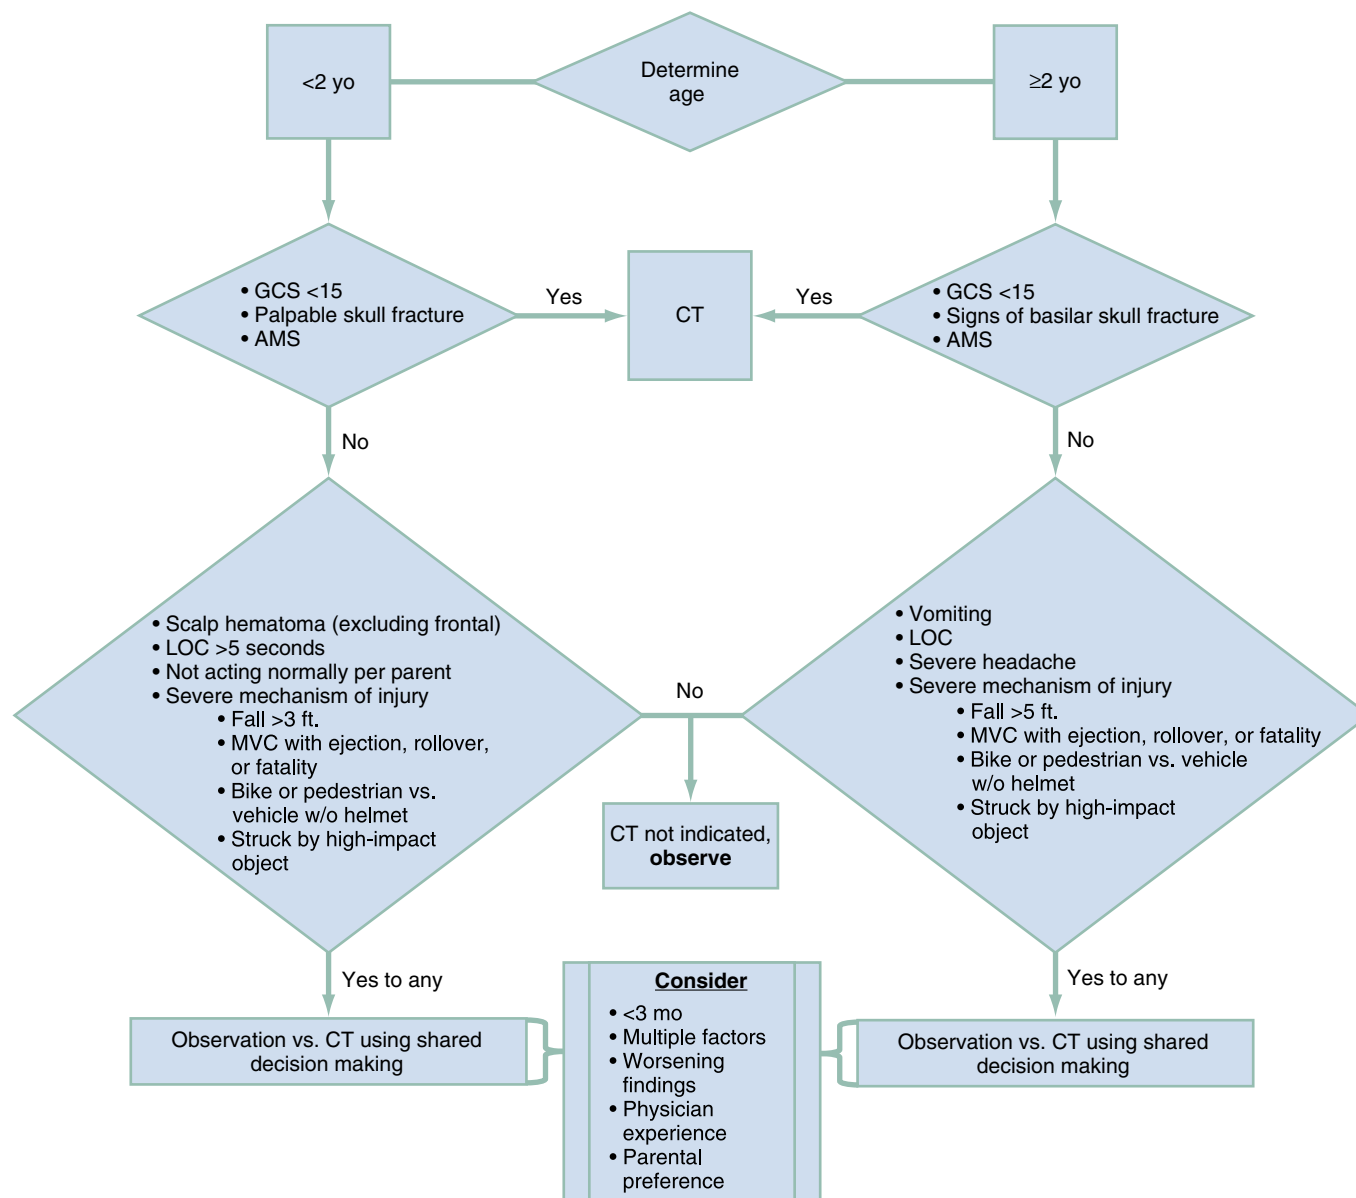 Determine
age
<2 yo
≥2 yo
• GCS <15
• Palpable skull fracture
• AMS
Yes
CT
Yes
• GCS <15
• Signs of basilar skull fracture
• AMS
No
No
• Scalp hematoma (excluding frontal)
• LOC >5 seconds
• Not acting normally per parent
• Severe mechanism of injury
• Fall >3 ft.
• MVC with ejection, rollover,
or fatality
• Bike or pedestrian vs.
vehicle w/o helmet
• Struck by high-impact
object
No
• Vomiting
• LOC
• Severe headache
• Severe mechanism of injury
• Fall >5 ft.
• MVC with ejection, rollover, or fatality
• Bike or pedestrian vs. vehicle
w/o helmet
• Struck by high-impact
object
CT not indicated,
observe
Yes to any
Yes to any
Observation vs. CT using shared
decision making
Consider
• <3 mo
• Multiple factors
• Worsening
findings
• Physician
experience
• Parental
preference
Observation vs. CT using shared
decision making